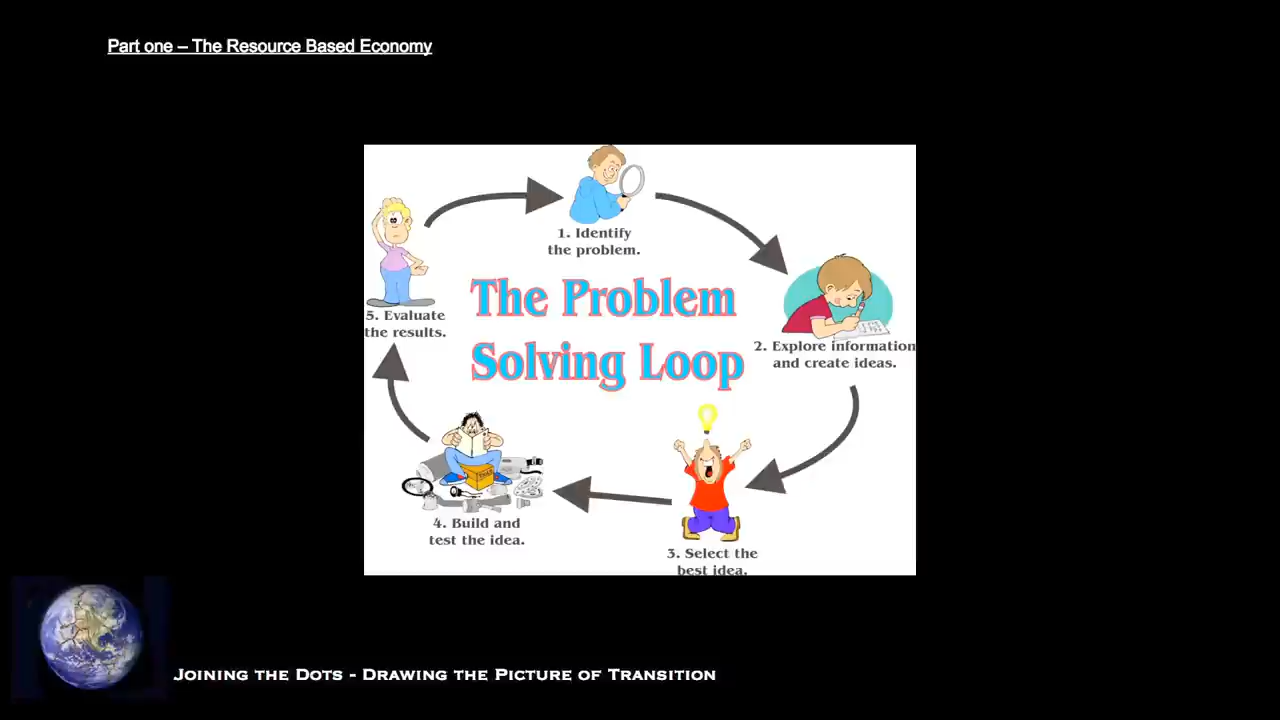 Part one – The Resource Based Economy
1. Identify
the problem.
The Problem
Solving Loop
2. Explore information
and create ideas.
3. Select the
best idea.
4. Build and
test the idea.
5. Evaluate
the results.
Joining the Dots - Drawing the Picture of Transition